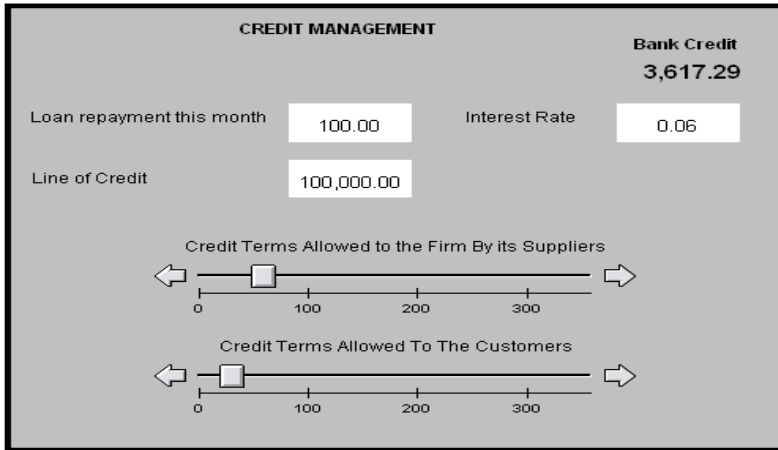 CREDIT MANAGEMENT
Bank Credit
3,617.29
Loan repayment this month 100.00 Interest Rate 0.06
Line of Credit 100,000.00
Credit Terms Allowed to the Firm By its Suppliers
0 100 200 300
Credit Terms Allowed To The Customers
0 100 200 300